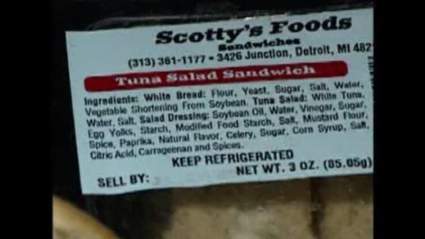 Scotty's Foods
Sandwiches
(313) 361-1177 • 3426 Junction, Detroit, MI 482
Tuna Salad Sandwich
Ingredients: White Bread: Flour, Yeast, Sugar, Salt, Water,
Vegetable Shortening From Soybean. Tuna Salad: White Tuna,
Water, Salt. Salad Dressing: Soybean Oil, Water, Vinegar, Sugar,
Egg Yolks, Starch, Modified Food Starch, Salt, Mustard Flour,
Spice, Paprika, Natural Flavor, Celery, Sugar, Corn Syrup, Salt,
Citric Acid, Carrageenan and Spices.
KEEP REFRIGERATED
SELL BY: NET WT. 3 OZ. (85.05g)